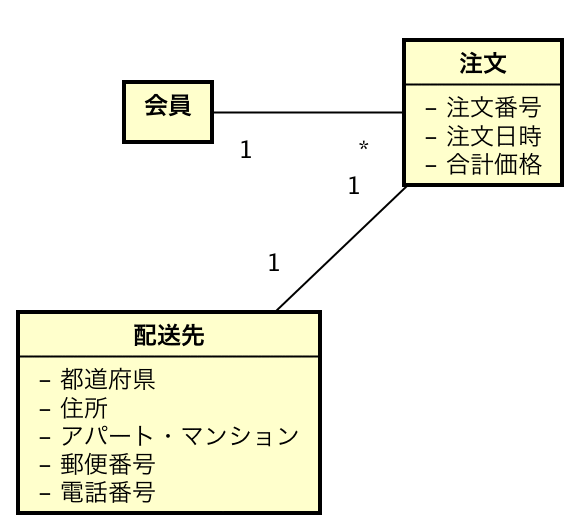 注文
会員
- 注文番号
- 注文日時
- 合計価格
1
*
1
1
配送先
- 都道府県
- 住所
- アパート・マンション
- 郵便番号
- 電話番号